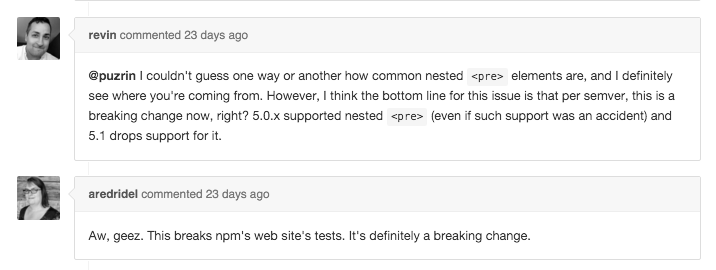 revin commented 23 days ago
@puzrin I couldn't guess one way or another how common nested <pre> elements are, and I definitely
see where you're coming from. However, I think the bottom line for this issue is that per semver, this is a
breaking change now, right? 5.0.x supported nested <pre> (even if such support was an accident) and
5.1 drops support for it.
aredridel commented 23 days ago
Aw, geez. This breaks npm's web site's tests. It's definitely a breaking change.